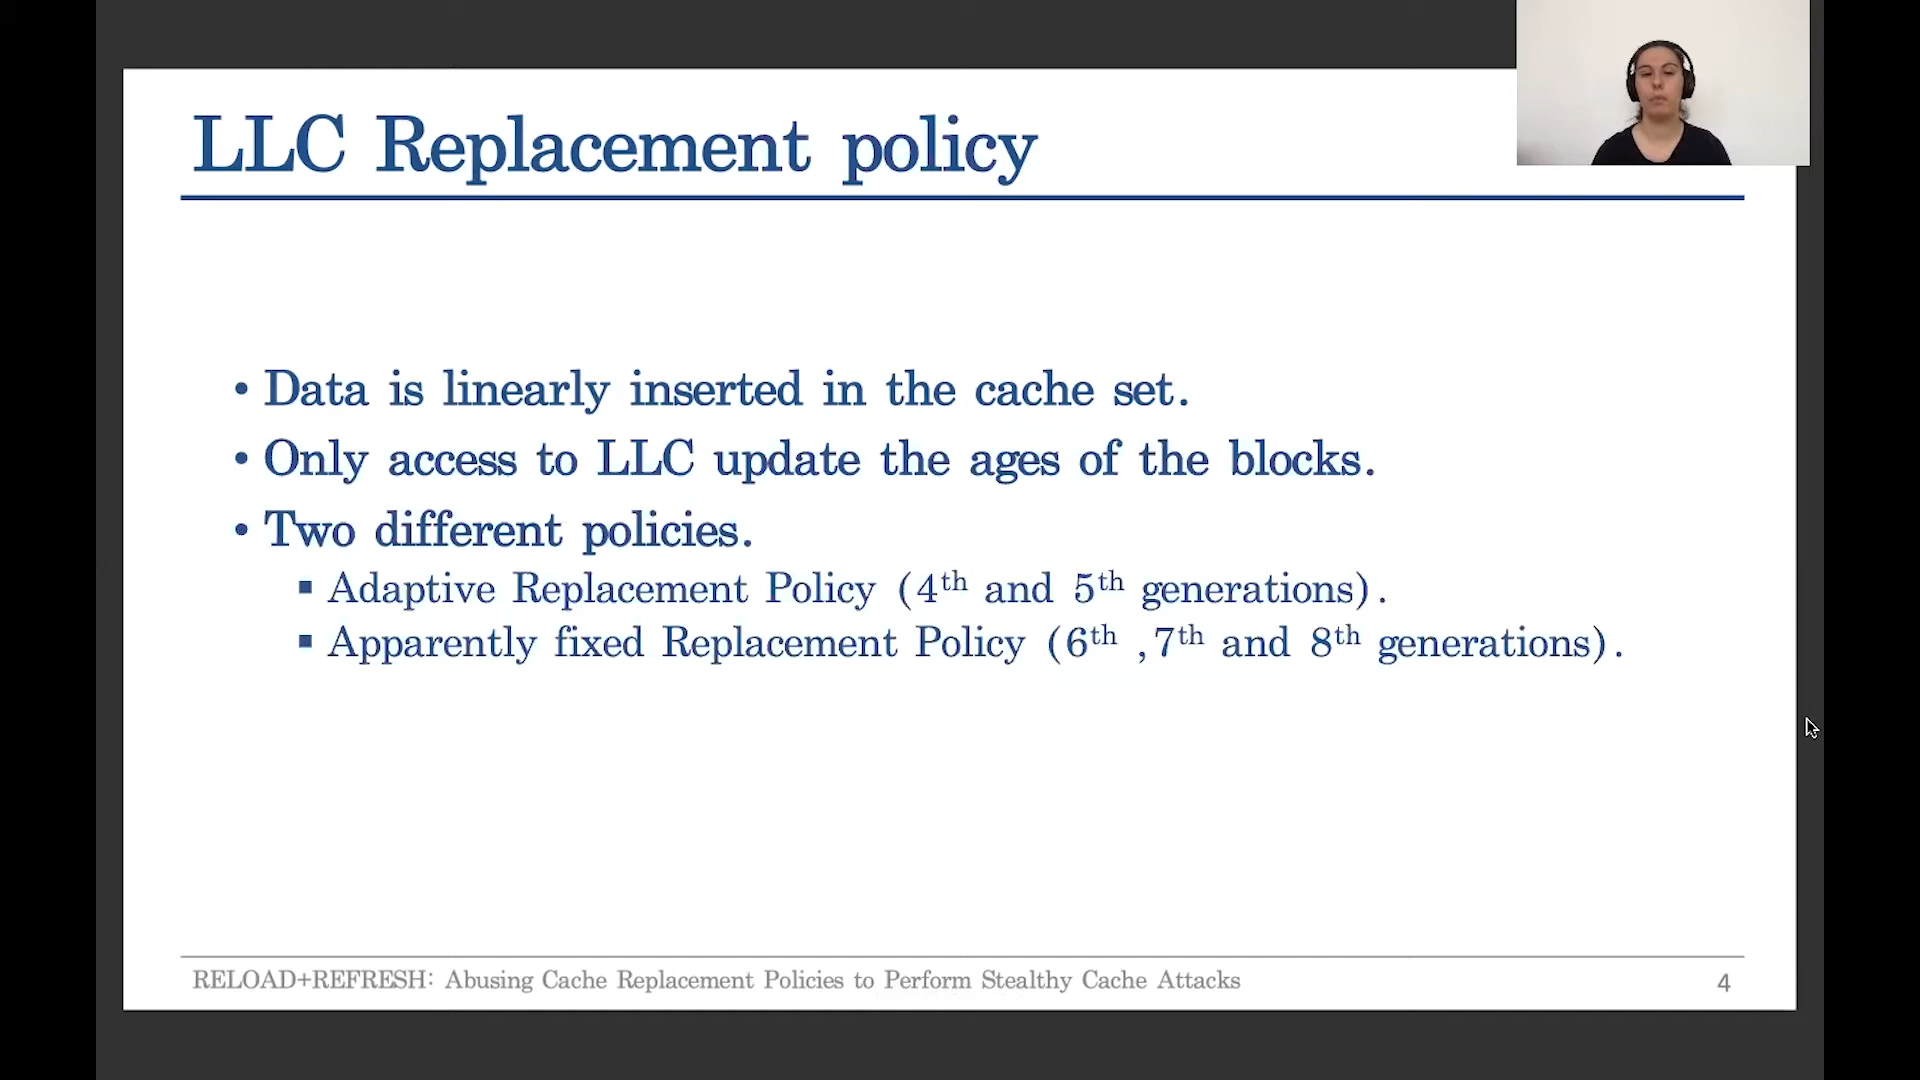 LLC Replacement policy
• Data is linearly inserted in the cache set.
• Only access to LLC update the ages of the blocks.
• Two different policies.
▪ Adaptive Replacement Policy (4th and 5th generations).
▪ Apparently fixed Replacement Policy (6th ,7th and 8th generations).
RELOAD+REFRESH: Abusing Cache Replacement Policies to Perform Stealthy Cache Attacks
4